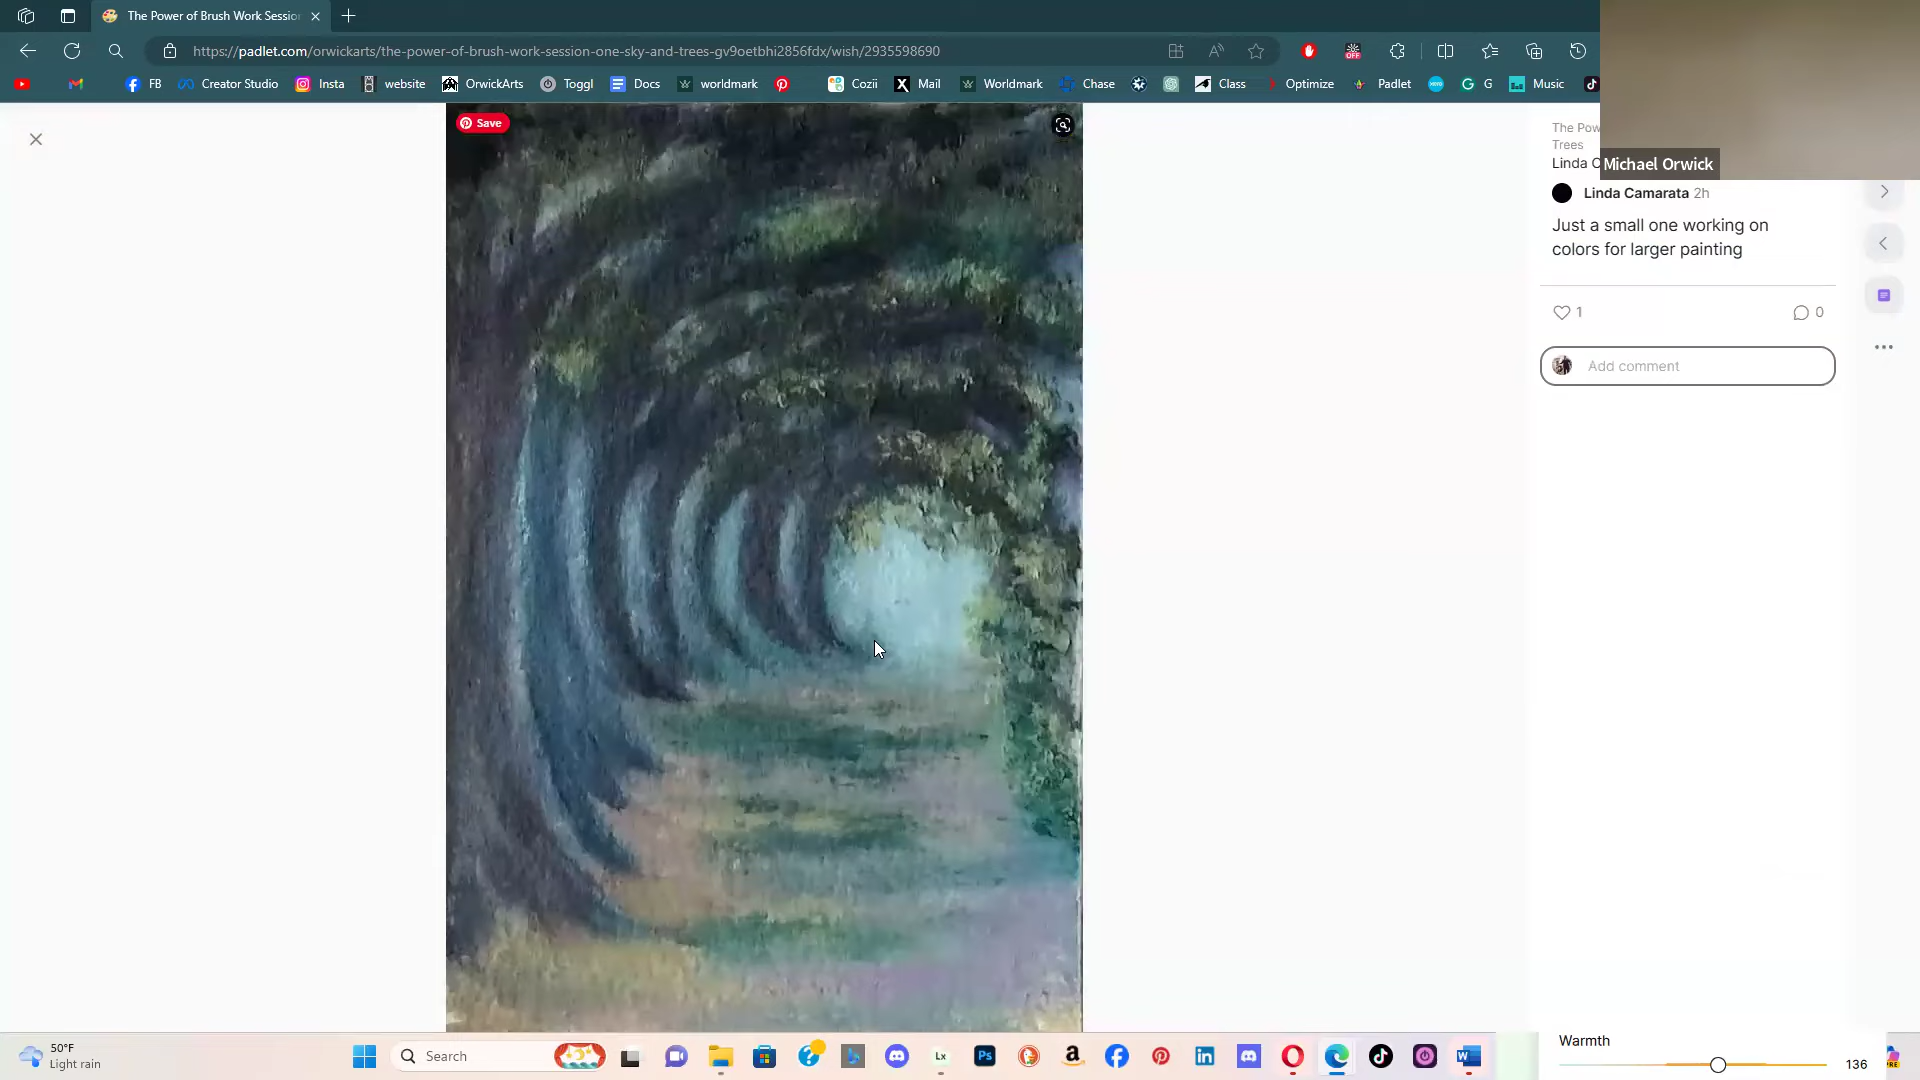 The Power of Brush Work Sessio
https://padlet.com/orwickarts/the-power-of-brush-work-session-one-sky-and-trees-gv9oetbhi2856fdx/wish/2935598690
OFF
FB
Creator Studio
Insta
website
OrwickArts
Toggl
Docs
worldmark
Cozii
Mail
Worldmark
Chase
Class
Optimize
Padlet
G
Music
Save
The Pow
Trees
Linda C
Michael Orwick
Linda Camarata 2h
Just a small one working on
colors for larger painting
1
0
Add comment
Warmth
136
50°F
Light rain
Search
Lx
Ps